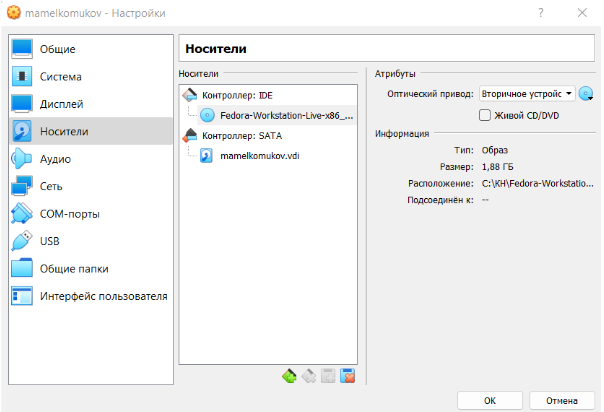 mamelkomukov - Настройки
?
Общие
Система
Дисплей
Носители
Аудио
Сеть
COM-порты
USB
Общие папки
Интерфейс пользователя
Носители
Носители
Контроллер: IDE
Fedora-Workstation-Live-x86_...
Контроллер: SATA
mamelkomukov.vdi
Атрибуты
Оптический привод: Вторичное устройс
Живой CD/DVD
Информация
Тип: Образ
Размер: 1,88 ГБ
Расположение: C:\KH\Fedora-Workstatio...
Подсоединён к: --
OK
Отмена